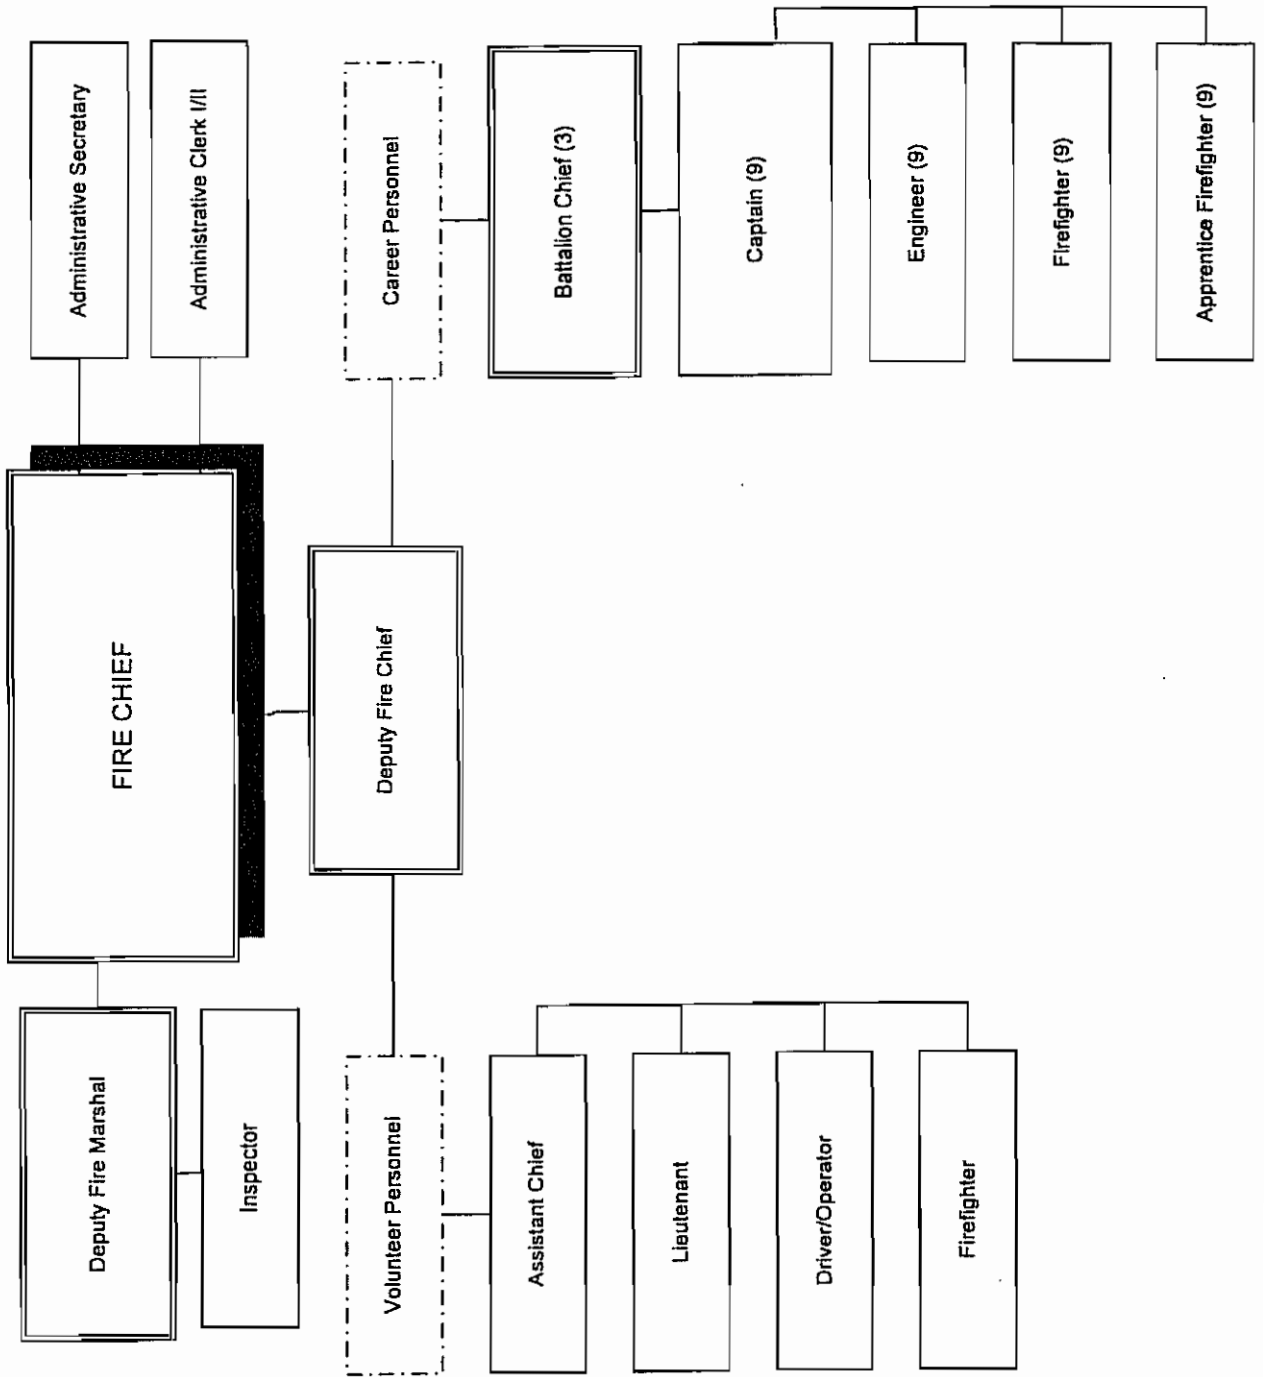 FIRE CHIEF
Deputy Fire Marshal
Inspector
Administrative Secretary
Administrative Clerk I/II
Deputy Fire Chief
Volunteer Personnel
Assistant Chief
Lieutenant
Driver/Operator
Firefighter
Career Personnel
Battalion Chief (3)
Captain (9)
Engineer (9)
Firefighter (9)
Apprentice Firefighter (9)